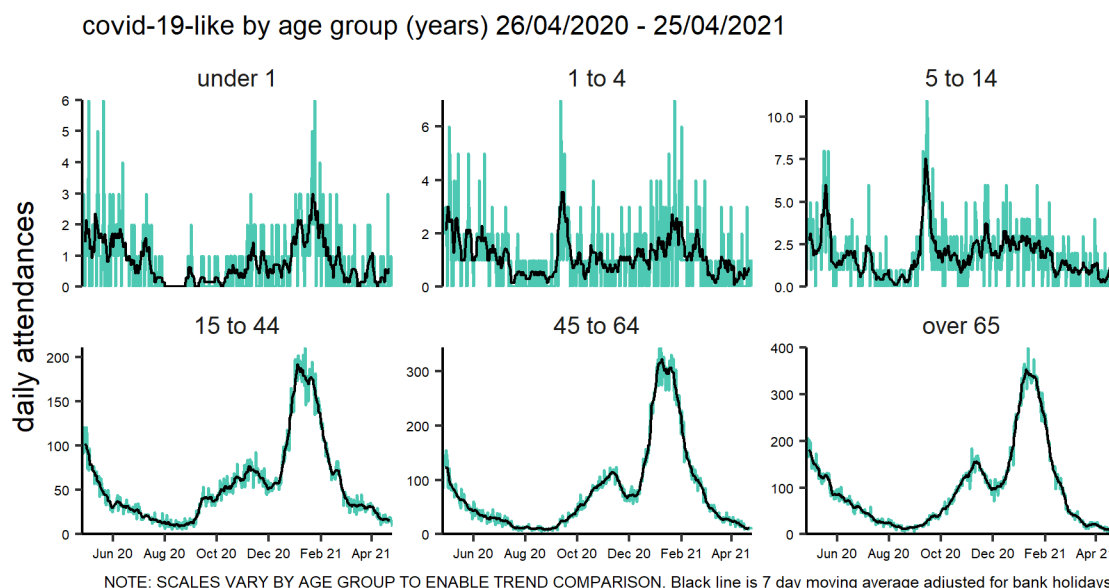 covid-19-like by age group (years) 26/04/2020 - 25/04/2021
under 1
1 to 4
5 to 14
6
5
4
3
2
1
0
6
4
2
0
10.0
7.5
5.0
2.5
0.0
daily attendances
15 to 44
45 to 64
over 65
200
150
100
50
0
300
200
100
0
400
300
200
100
0
Jun 20 Aug 20 Oct 20 Dec 20 Feb 21 Apr 21
Jun 20 Aug 20 Oct 20 Dec 20 Feb 21 Apr 21
Jun 20 Aug 20 Oct 20 Dec 20 Feb 21 Apr 21
NOTE: SCALES VARY BY AGE GROUP TO ENABLE TREND COMPARISON. Black line is 7 day moving average adjusted for bank holidays